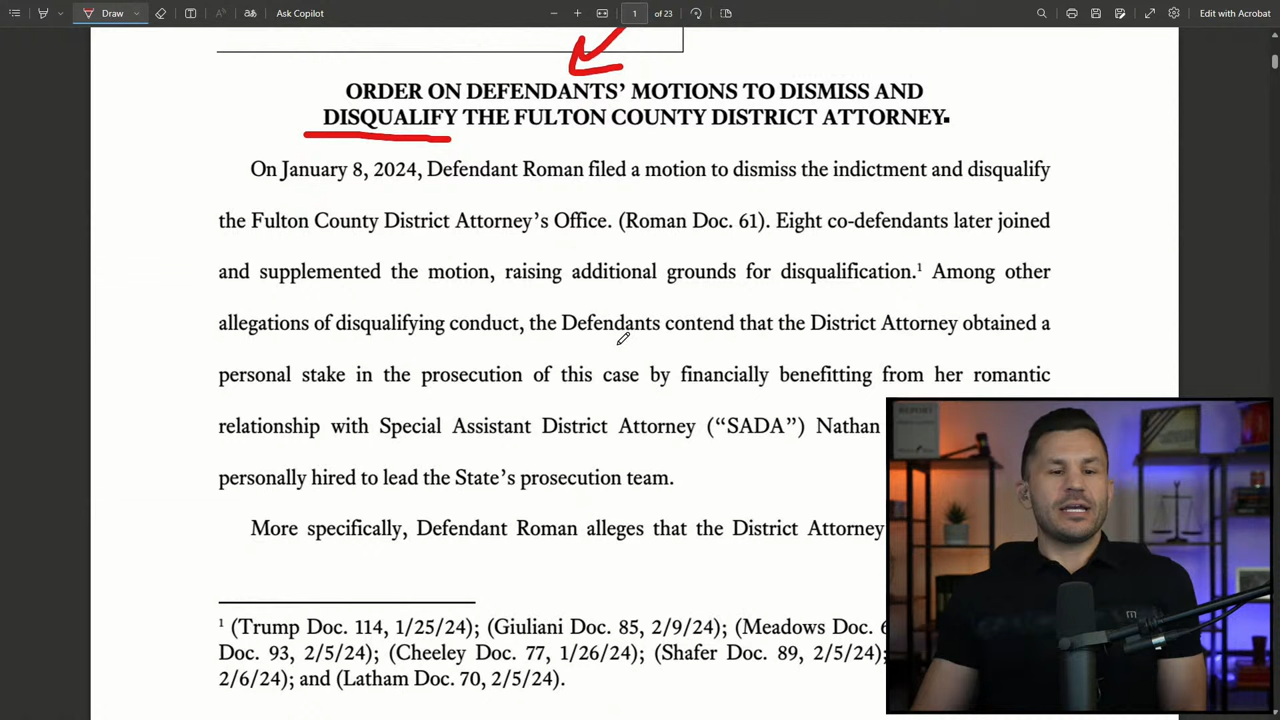 Draw
Ask Copilot
1 of 23
Edit with Acrobat
ORDER ON DEFENDANTS’ MOTIONS TO DISMISS AND
DISQUALIFY THE FULTON COUNTY DISTRICT ATTORNEY.
On January 8, 2024, Defendant Roman filed a motion to dismiss the indictment and disqualify
the Fulton County District Attorney’s Office. (Roman Doc. 61). Eight co-defendants later joined
and supplemented the motion, raising additional grounds for disqualification.¹ Among other
allegations of disqualifying conduct, the Defendants contend that the District Attorney obtained a
personal stake in the prosecution of this case by financially benefitting from her romantic
relationship with Special Assistant District Attorney (“SADA”) Nathan
personally hired to lead the State’s prosecution team.
More specifically, Defendant Roman alleges that the District Attorney
¹ (Trump Doc. 114, 1/25/24); (Giuliani Doc. 85, 2/9/24); (Meadows Doc.
Doc. 93, 2/5/24); (Cheeley Doc. 77, 1/26/24); (Shafer Doc. 89, 2/5/24);
2/6/24); and (Latham Doc. 70, 2/5/24).
REPORT